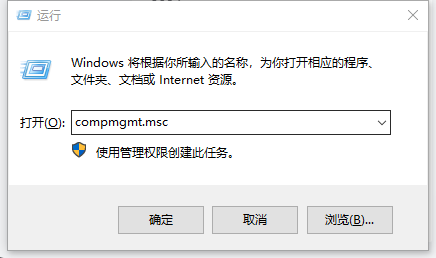 运行
Windows 将根据你所输入的名称，为你打开相应的程序、
文件夹、文档或 Internet 资源。
打开(O): compmgmt.msc
使用管理权限创建此任务。
确定 取消 浏览(B)...